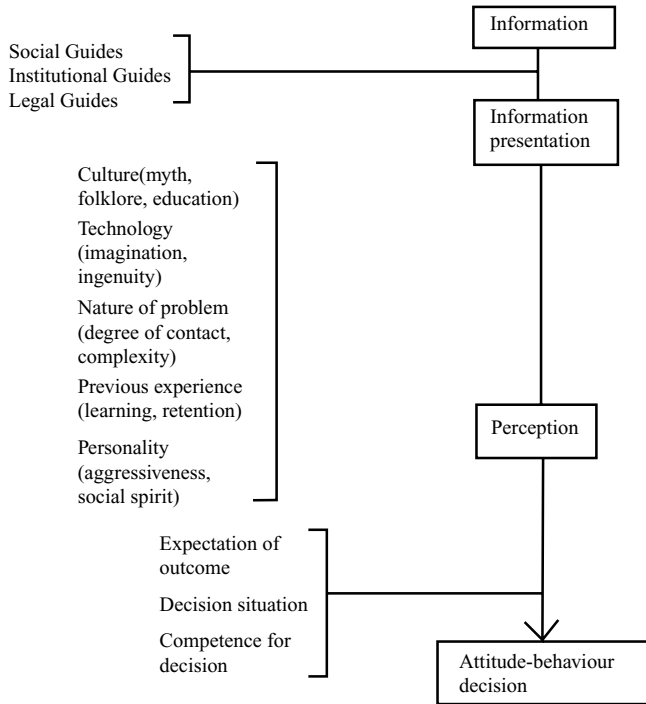 Information
Social Guides
Institutional Guides
Legal Guides
Information
presentation
Culture(myth,
folklore, education)
Technology
(imagination,
ingenuity)
Nature of problem
(degree of contact,
complexity)
Previous experience
(learning, retention)
Personality
(aggressiveness,
social spirit)
Perception
Expectation of
outcome
Decision situation
Competence for
decision
Attitude-behaviour
decision